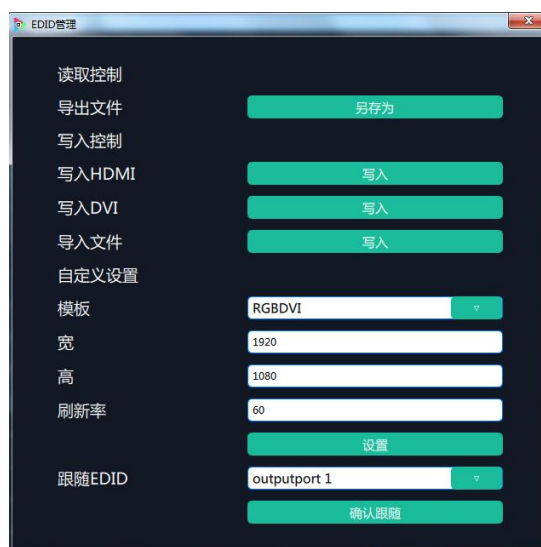 EDID管理
读取控制
导出文件 另存为
写入控制
写入HDMI 写入
写入DVI 写入
导入文件 写入
自定义设置
模板 RGBDVI
宽 1920
高 1080
刷新率 60
设置
跟随EDID outputport 1
确认跟随